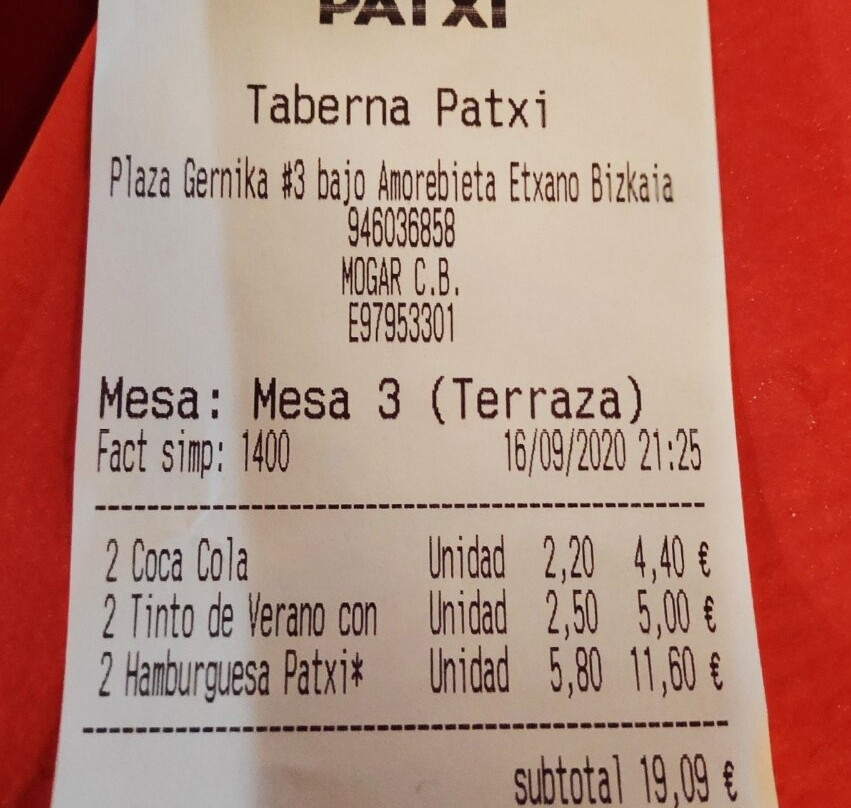 PATXI
Taberna Patxi
Plaza Gernika #3 bajo Amorebieta Etxano Bizkaia
946036858
MOGAR C.B.
E97953301
Mesa: Mesa 3 (Terraza)
Fact simp: 1400 16/09/2020 21:25
2 Coca Cola Unidad 2,20 4,40 €
2 Tinto de Verano con Unidad 2,50 5,00 €
2 Hamburguesa Patxi* Unidad 5,80 11,60 €
subtotal 19,09 €